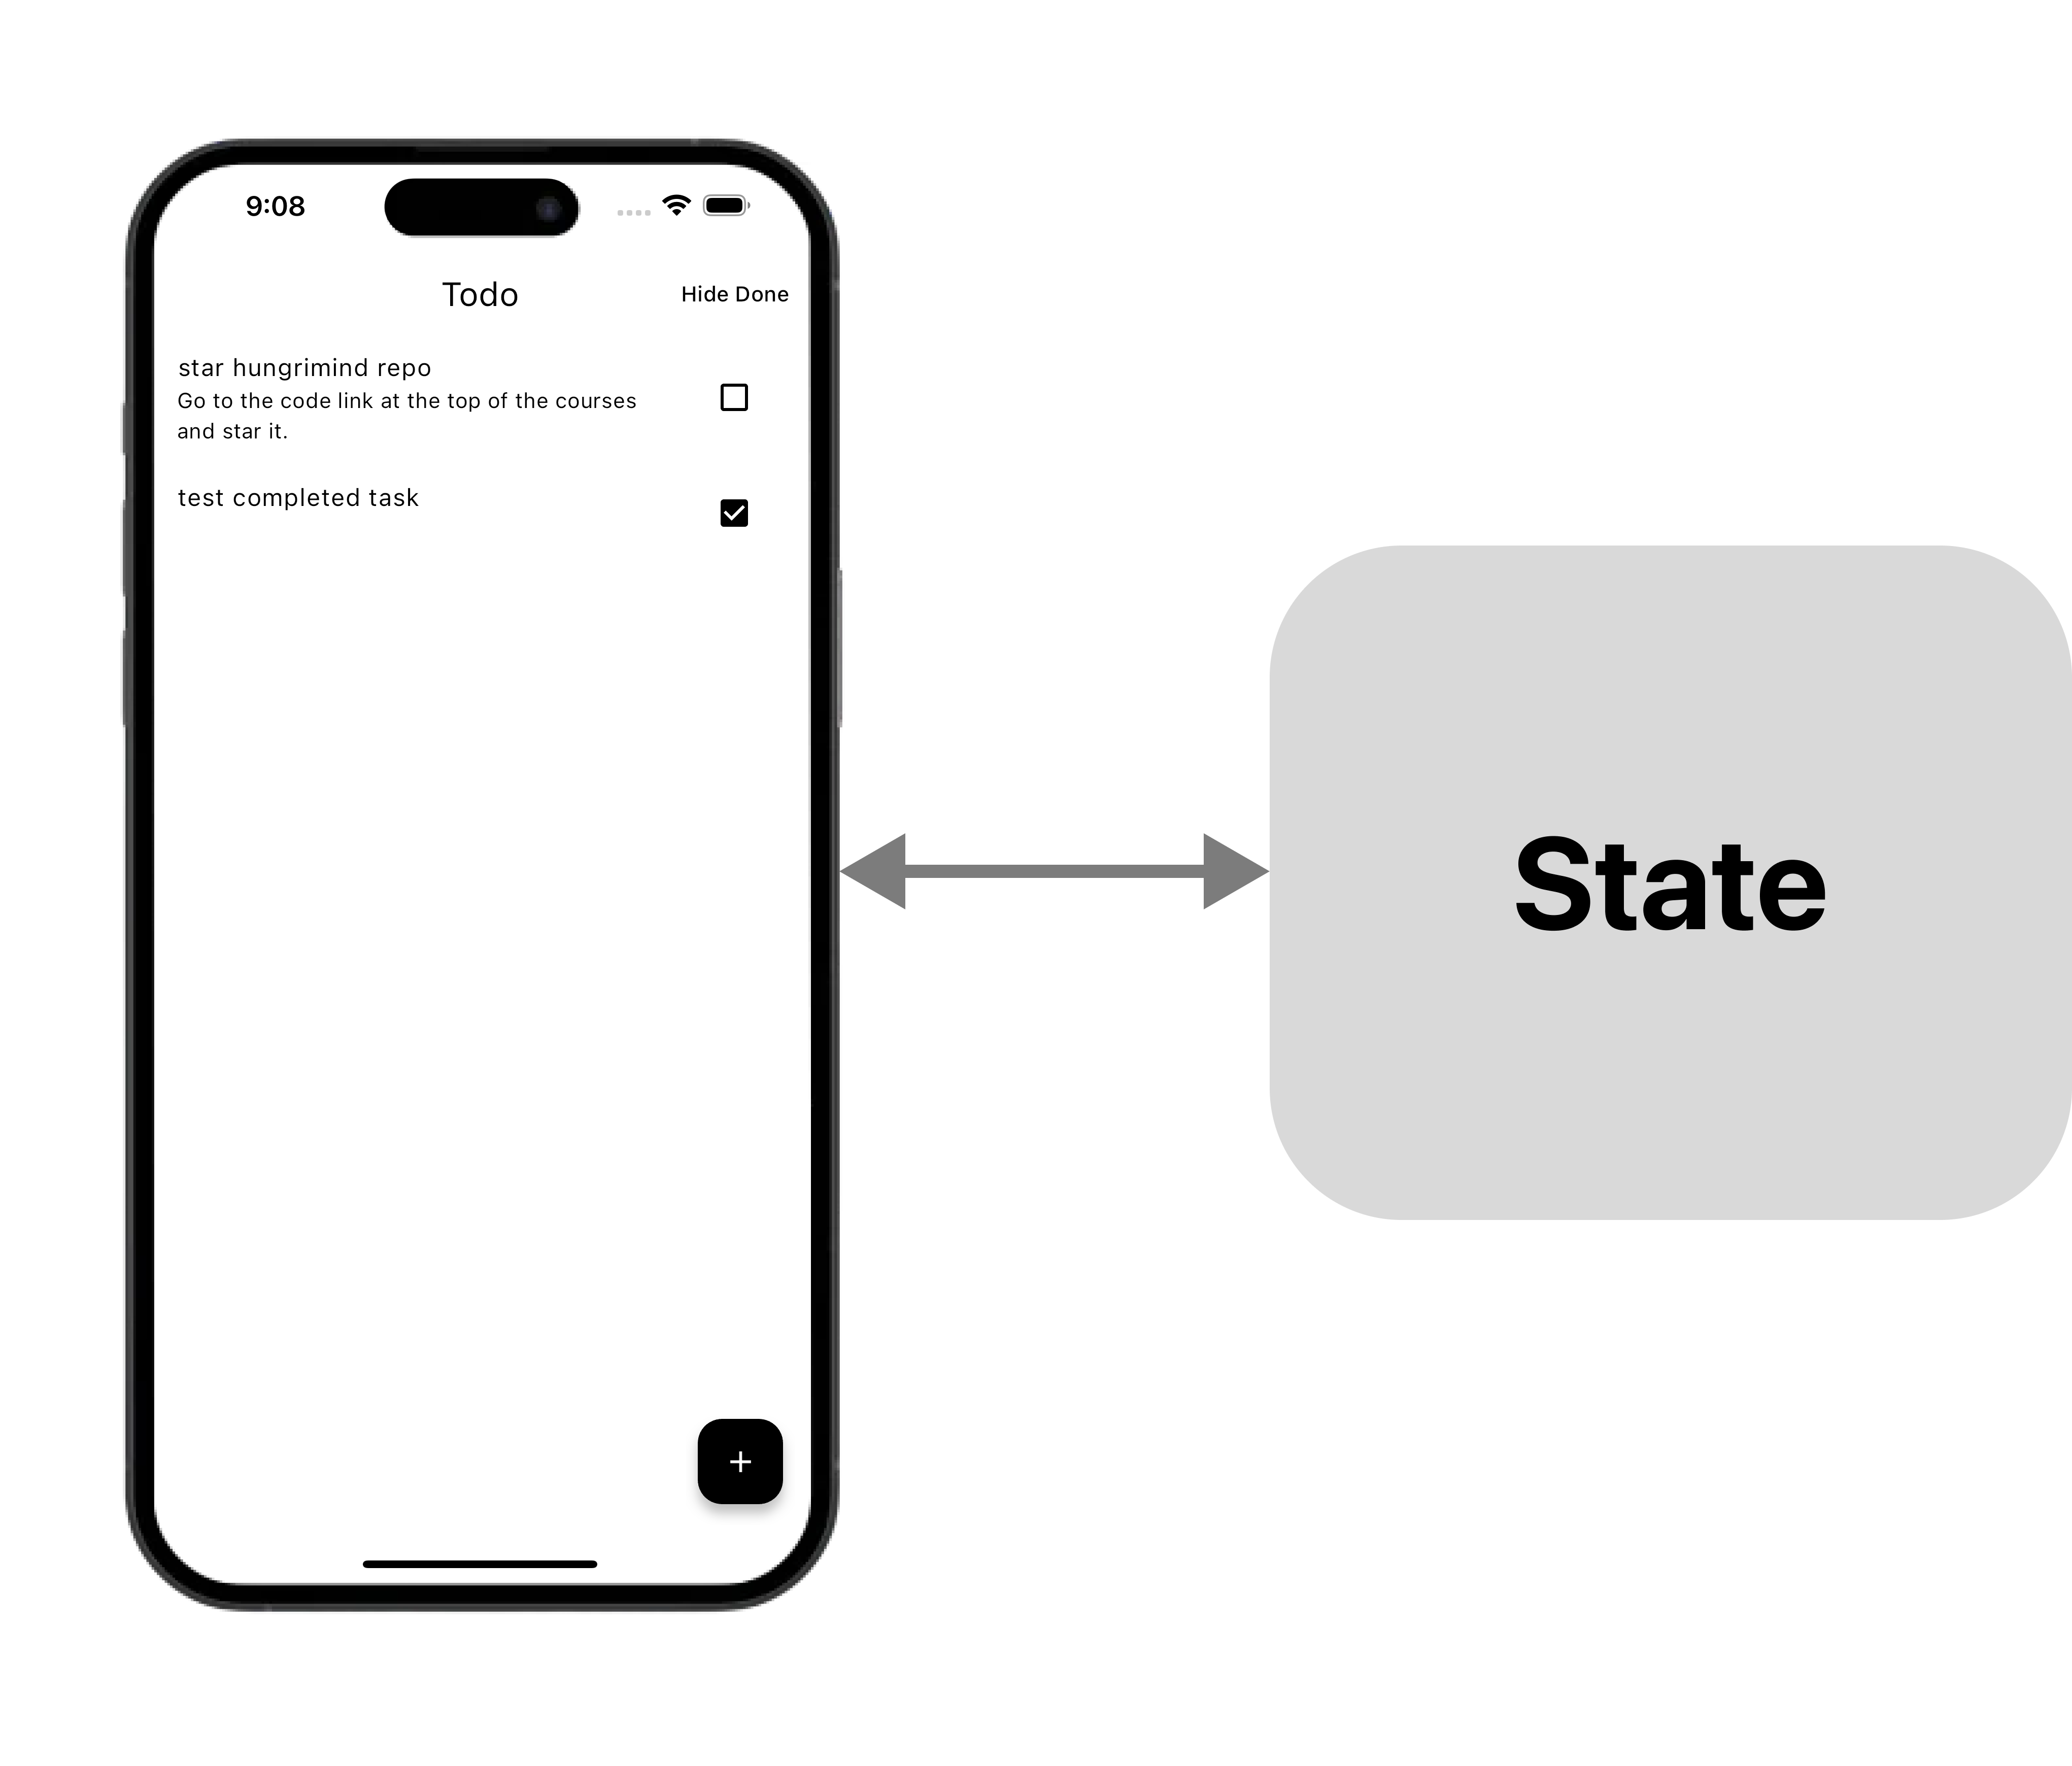 9:08
Todo
Hide Done
star hungrimind repo
Go to the code link at the top of the courses
and star it.
test completed task
State